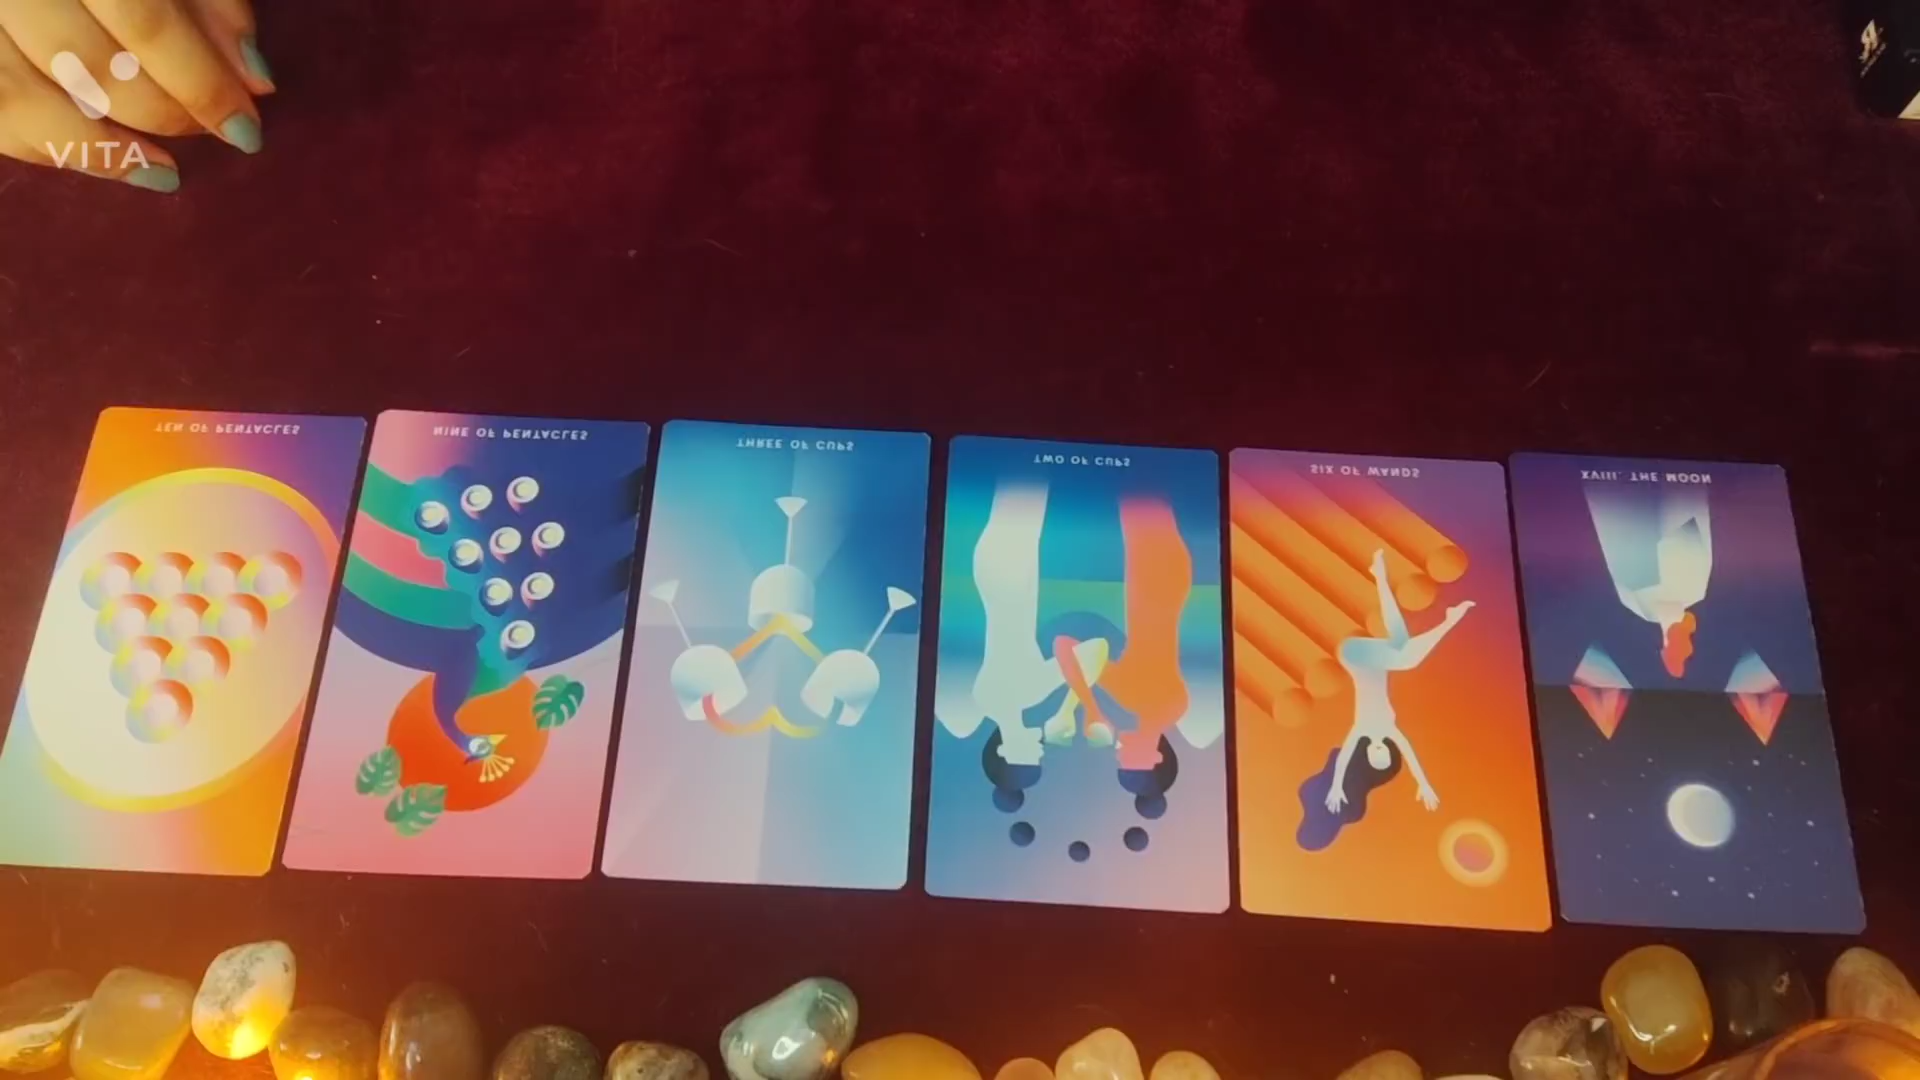 VITA
TEN OF PENTACLES
NINE OF PENTACLES
THREE OF CUPS
TWO OF CUPS
SIX OF WANDS
XVIII. THE MOON